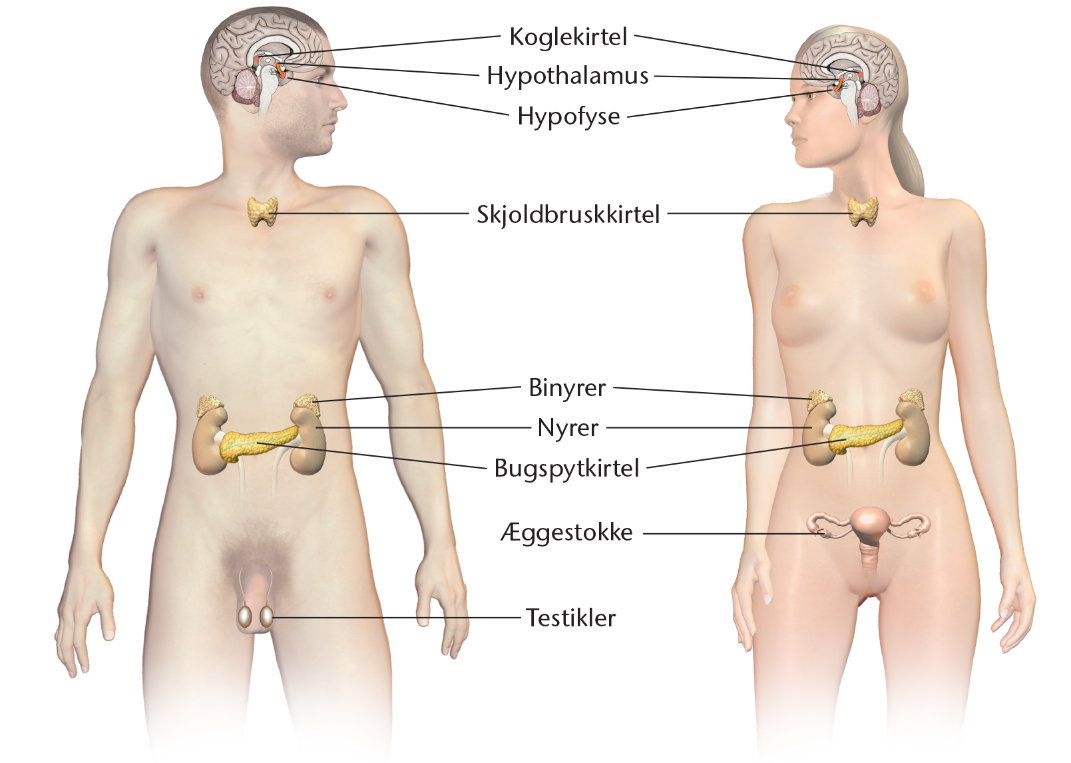 Koglekirtel
Hypothalamus
Hypofyse
Skjoldbruskkirtel
Binyrer
Nyrer
Bugspytkirtel
Æggestokke
Testikler